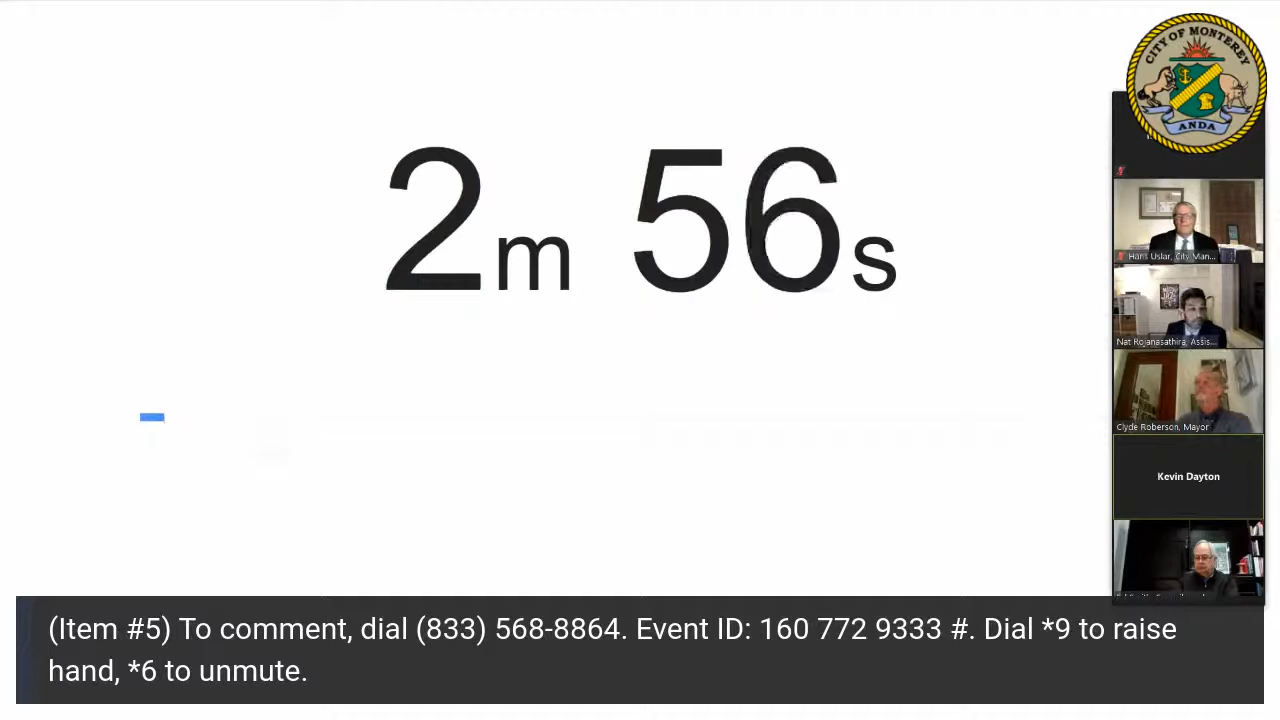 CITY OF MONTEREY
ANDA
2m 56s
Hans Uslar, City Man...
Nat Rojanasathira, Assis...
Clyde Roberson, Mayor
Kevin Dayton
(Item #5) To comment, dial (833) 568-8864. Event ID: 160 772 9333 #. Dial *9 to raise
hand, *6 to unmute.